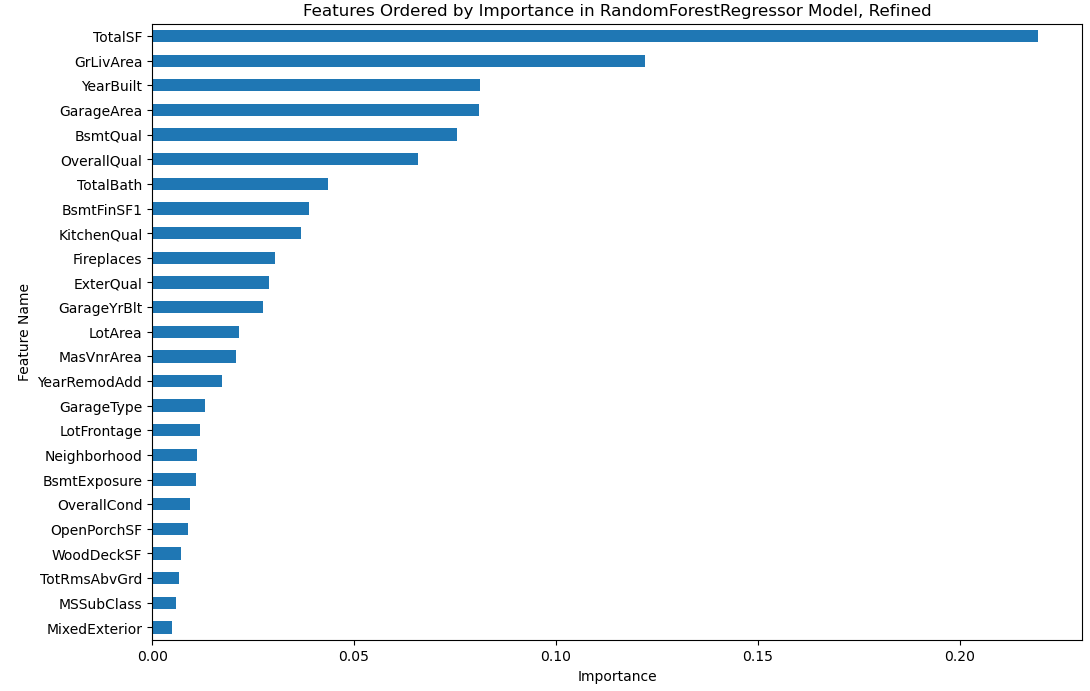 Features Ordered by Importance in RandomForestRegressor Model, Refined
TotalSF
GrLivArea
YearBuilt
GarageArea
BsmtQual
OverallQual
TotalBath
BsmtFinSF1
KitchenQual
Fireplaces
ExterQual
GarageYrBlt
LotArea
MasVnrArea
YearRemodAdd
GarageType
LotFrontage
Neighborhood
BsmtExposure
OverallCond
OpenPorchSF
WoodDeckSF
TotRmsAbvGrd
MSSubClass
MixedExterior
Feature Name
0.00 0.05 0.10 0.15 0.20
Importance